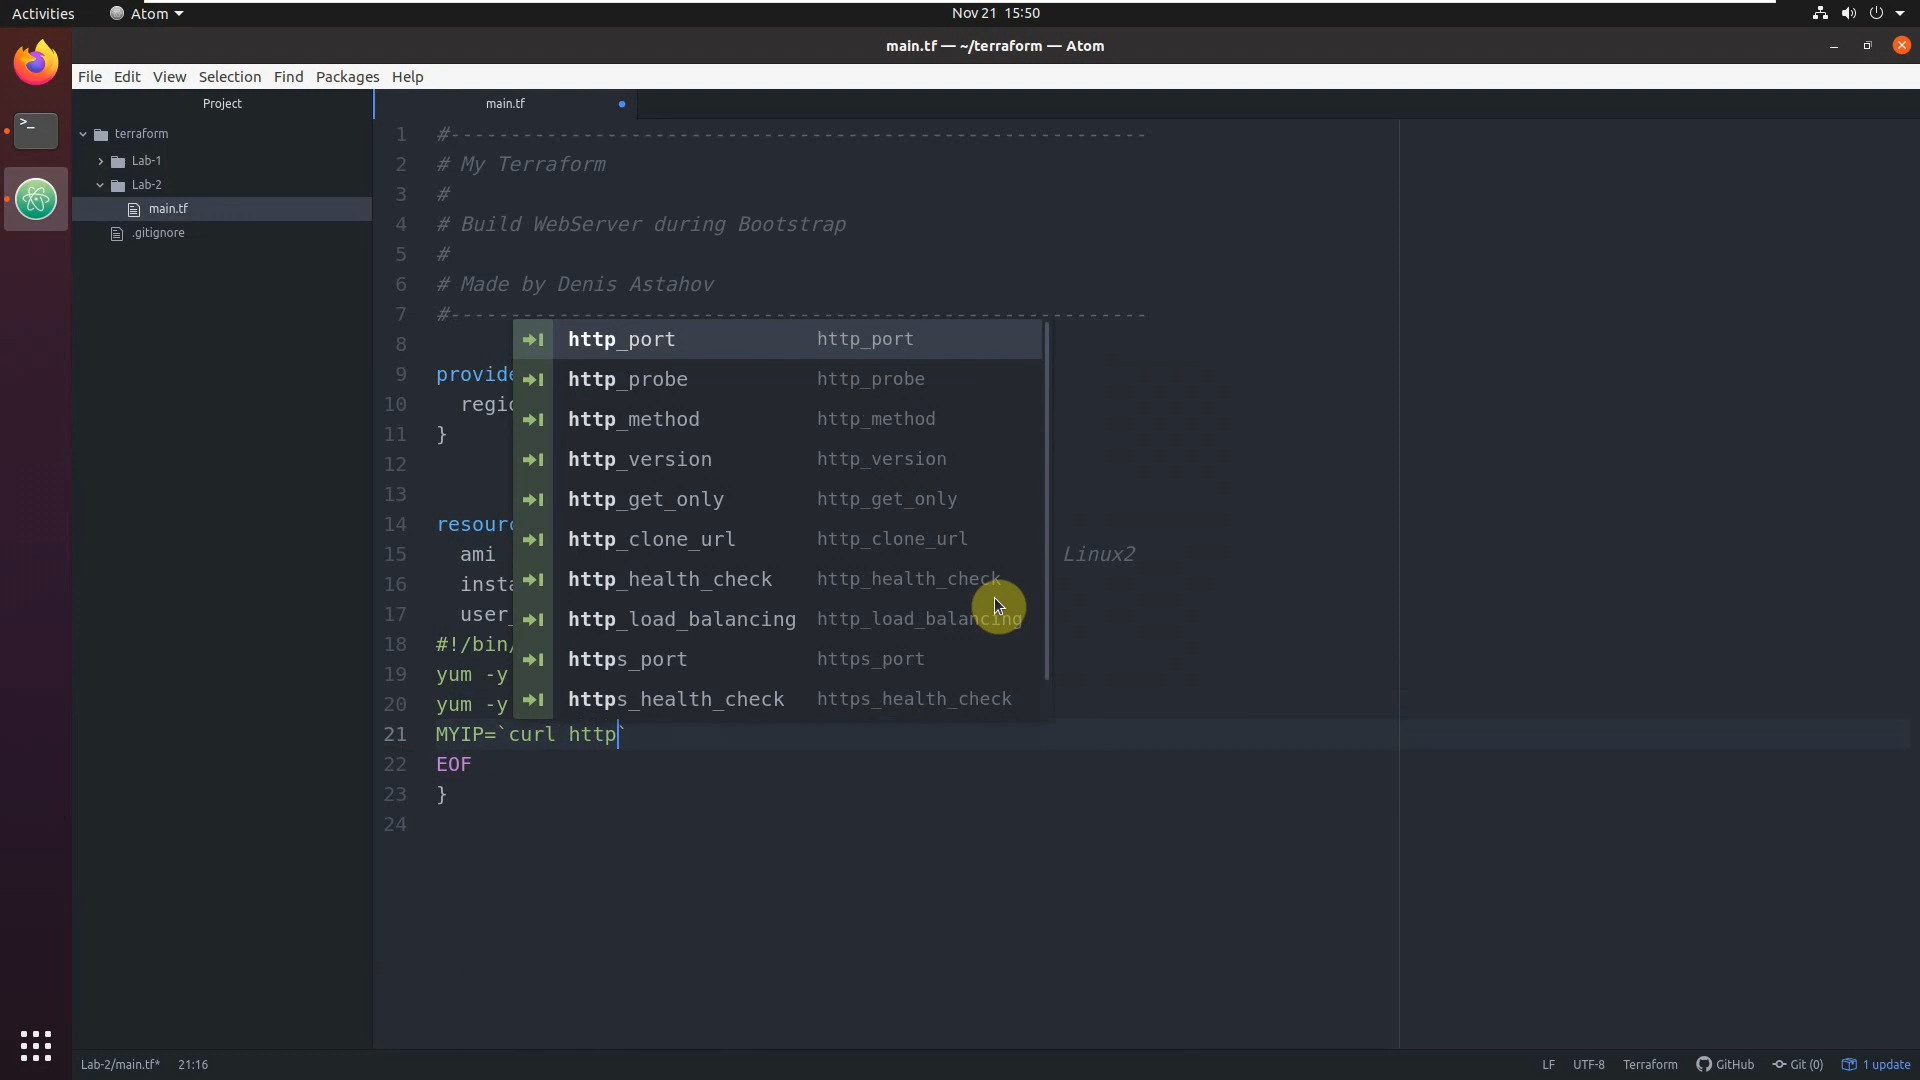 Activities
Atom
Nov 21 15:50
main.tf — ~/terraform — Atom
File Edit View Selection Find Packages Help
Project
main.tf
terraform
Lab-1
Lab-2
main.tf
.gitignore
1 #----------------------------------------------------------
2 # My Terraform
3 #
4 # Build WebServer during Bootstrap
5 #
6 # Made by Denis Astahov
7 #----------------------------------------------------------
8
9 provide
10 regio
11 }
12
13
14 resourc
15 ami Linux2
16 insta
17 user_
18 #!/bin/
19 yum -y
20 yum -y
21 MYIP=`curl http`
22 EOF
23 }
24
http_port http_port
http_probe http_probe
http_method http_method
http_version http_version
http_get_only http_get_only
http_clone_url http_clone_url
http_health_check http_health_check
http_load_balancing http_load_balancing
https_port https_port
https_health_check https_health_check
Lab-2/main.tf* 21:16
LF UTF-8 Terraform GitHub Git (0) 1 update